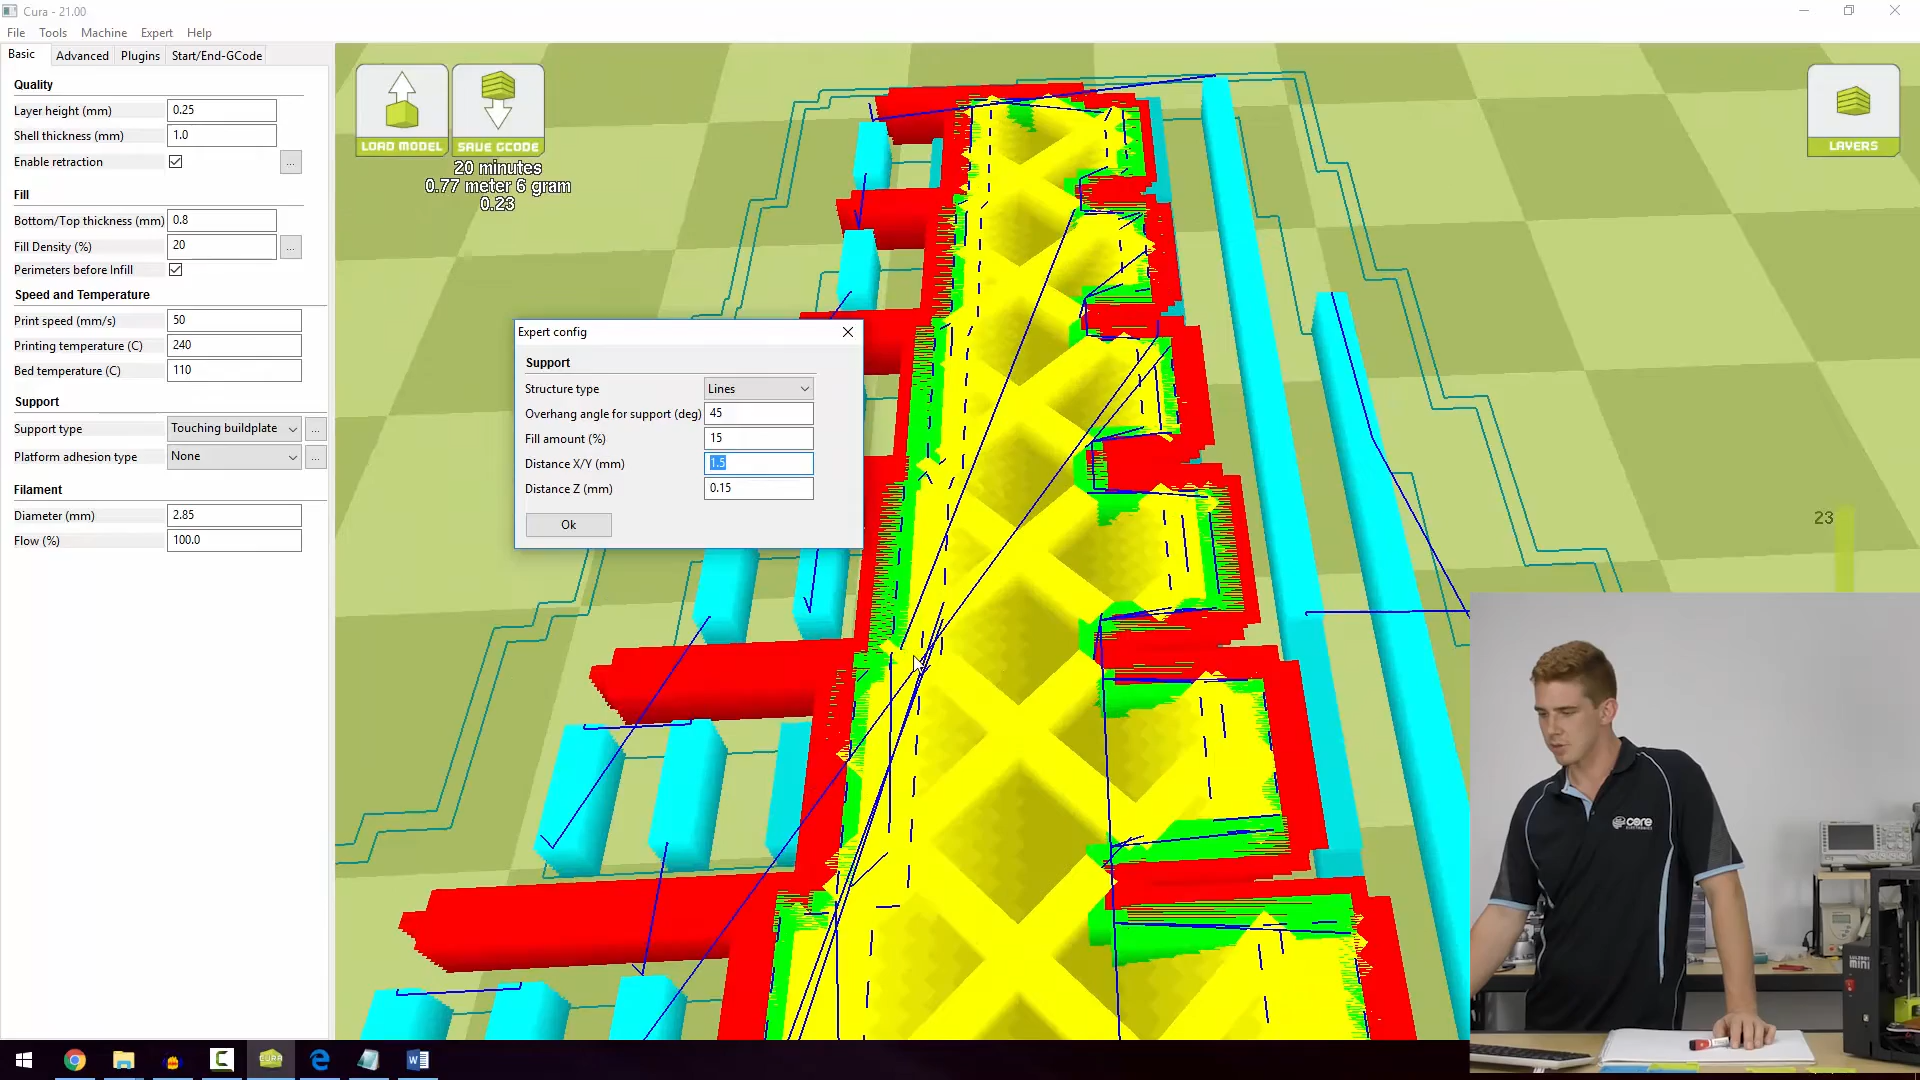 Cura - 21.00
File Tools Machine Expert Help
Basic Advanced Plugins Start/End-GCode
Quality
Layer height (mm) 0.25
Shell thickness (mm) 1.0
Enable retraction ...
Fill
Bottom/Top thickness (mm) 0.8
Fill Density (%) 20 ...
Perimeters before Infill
Speed and Temperature
Print speed (mm/s) 50
Printing temperature (C) 240
Bed temperature (C) 110
Support
Support type Touching buildplate ...
Platform adhesion type None ...
Filament
Diameter (mm) 2.85
Flow (%) 100.0
LOAD MODEL SAVE GCODE
20 minutes
0.77 meter 6 gram
0.23
LAYERS
Expert config
Support
Structure type Lines
Overhang angle for support (deg) 45
Fill amount (%) 15
Distance X/Y (mm) 1.5
Distance Z (mm) 0.15
Ok
23
core
ELECTRONICS
LULZBOT
MINI
CURA